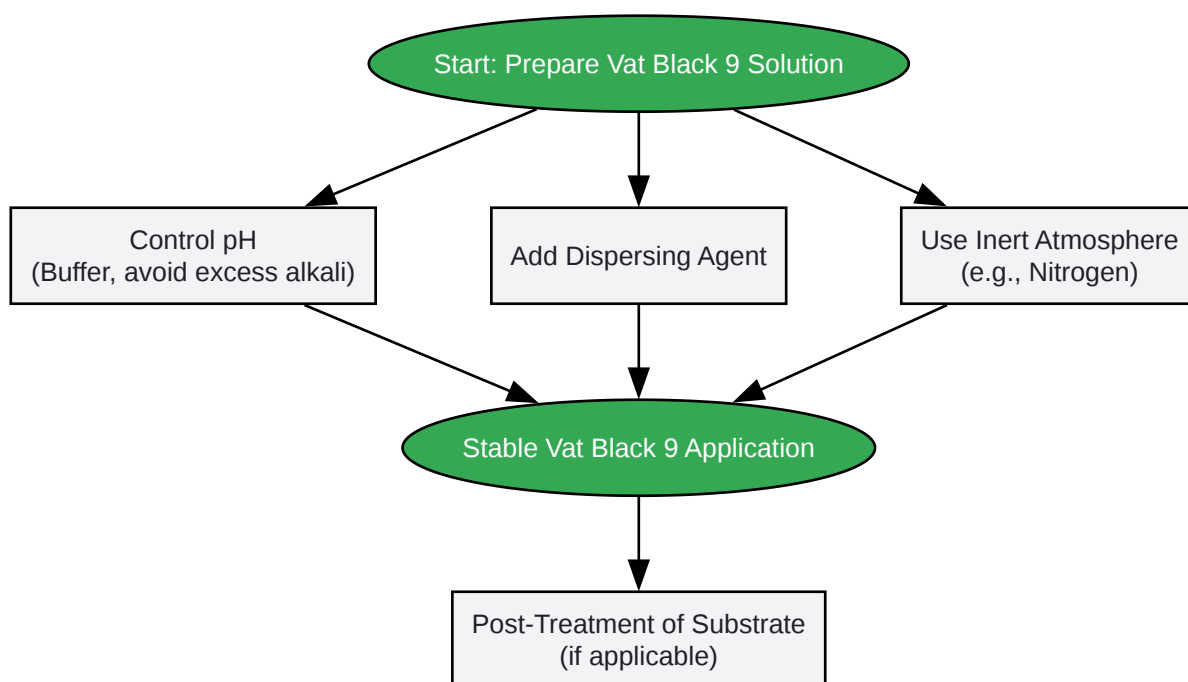 Start: Prepare Vat Black 9 Solution
Control pH
(Buffer, avoid excess alkali)
Add Dispersing Agent
Use Inert Atmosphere
(e.g., Nitrogen)
Stable Vat Black 9 Application
Post-Treatment of Substrate
(if applicable)